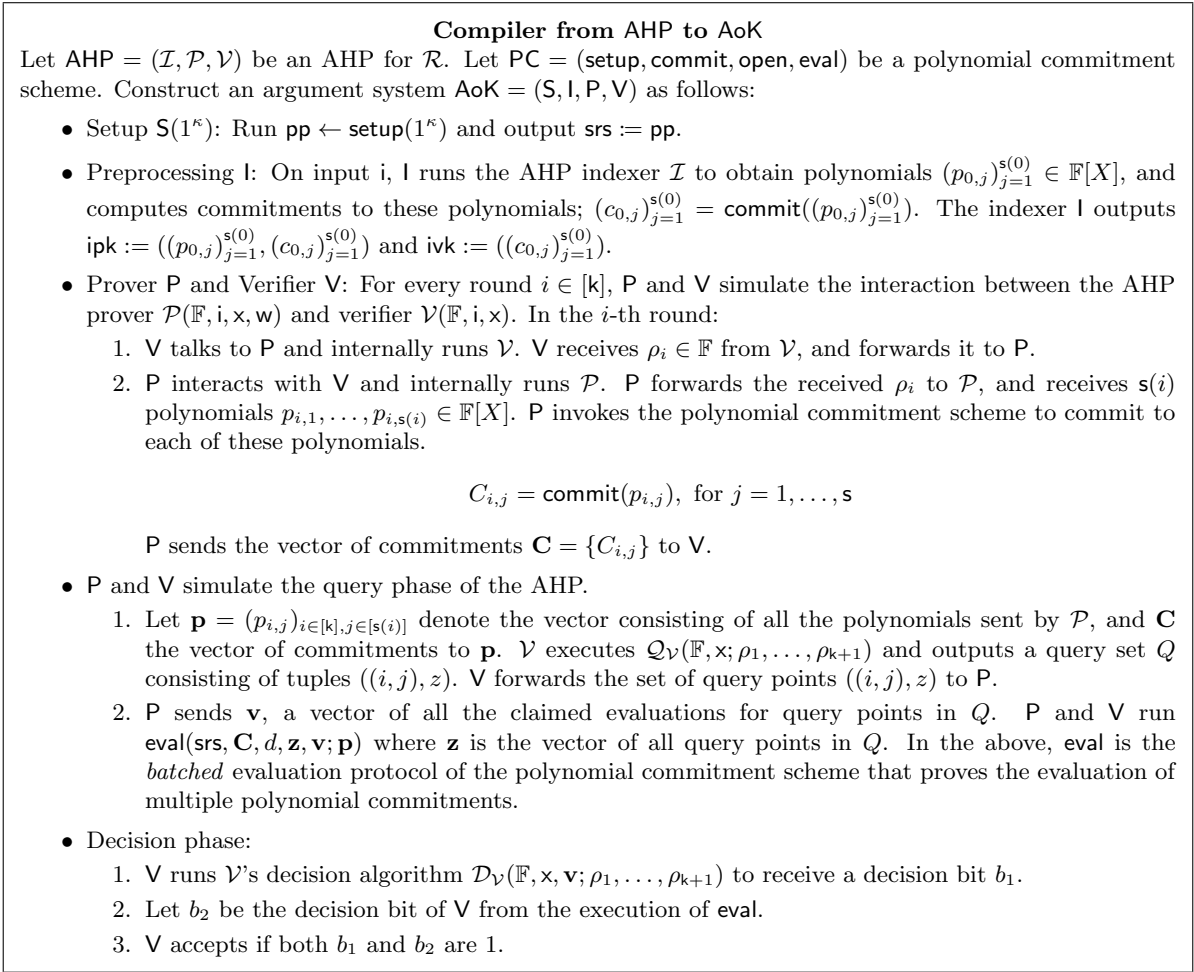 Compiler from AHP to AoK
Let AHP = (𝓘, 𝓟, 𝓥) be an AHP for 𝓡. Let PC = (setup, commit, open, eval) be a polynomial commitment
scheme. Construct an argument system AoK = (S, I, P, V) as follows:
• Setup S(1^κ): Run pp ← setup(1^κ) and output srs := pp.
• Preprocessing I: On input i, I runs the AHP indexer 𝓘 to obtain polynomials (p_{0,j})_{j=1}^{s(0)} ∈ 𝔽[X], and
computes commitments to these polynomials; (c_{0,j})_{j=1}^{s(0)} = commit((p_{0,j})_{j=1}^{s(0)}). The indexer I outputs
ipk := ((p_{0,j})_{j=1}^{s(0)}, (c_{0,j})_{j=1}^{s(0)}) and ivk := ((c_{0,j})_{j=1}^{s(0)}).
• Prover P and Verifier V: For every round i ∈ [k], P and V simulate the interaction between the AHP
prover 𝓟(𝔽, i, x, w) and verifier 𝓥(𝔽, i, x). In the i-th round:
1. V talks to P and internally runs 𝓥. V receives ρ_i ∈ 𝔽 from 𝓥, and forwards it to P.
2. P interacts with V and internally runs 𝓟. P forwards the received ρ_i to 𝓟, and receives s(i)
polynomials p_{i,1}, . . . , p_{i,s(i)} ∈ 𝔽[X]. P invokes the polynomial commitment scheme to commit to
each of these polynomials.
C_{i,j} = commit(p_{i,j}), for j = 1, . . . , s
P sends the vector of commitments 𝐂 = {C_{i,j}} to V.
• P and V simulate the query phase of the AHP.
1. Let 𝐩 = (p_{i,j})_{i∈[k],j∈[s(i)]} denote the vector consisting of all the polynomials sent by 𝓟, and 𝐂
the vector of commitments to 𝐩. 𝓥 executes 𝓠_𝓥(𝔽, x; ρ_1, . . . , ρ_{k+1}) and outputs a query set Q
consisting of tuples ((i, j), z). V forwards the set of query points ((i, j), z) to P.
2. P sends 𝐯, a vector of all the claimed evaluations for query points in Q. P and V run
eval(srs, 𝐂, d, 𝐳, 𝐯; 𝐩) where 𝐳 is the vector of all query points in Q. In the above, eval is the
batched evaluation protocol of the polynomial commitment scheme that proves the evaluation of
multiple polynomial commitments.
• Decision phase:
1. V runs 𝓥's decision algorithm 𝓓_𝓥(𝔽, x, 𝐯; ρ_1, . . . , ρ_{k+1}) to receive a decision bit b_1.
2. Let b_2 be the decision bit of V from the execution of eval.
3. V accepts if both b_1 and b_2 are 1.